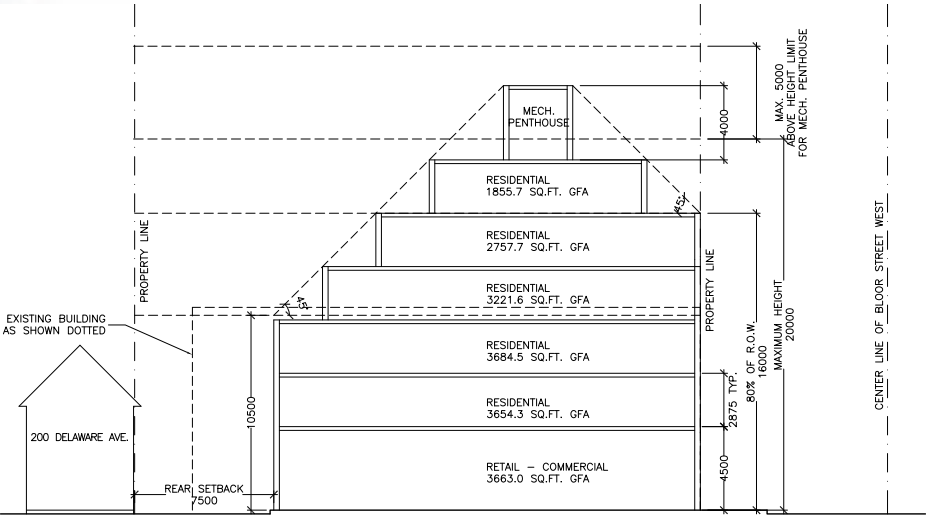 MAX. 5000
ABOVE HEIGHT LIMIT
FOR MECH. PENTHOUSE
4000
MECH.
PENTHOUSE
RESIDENTIAL
1855.7 SQ.FT. GFA
45°
RESIDENTIAL
2757.7 SQ.FT. GFA
PROPERTY LINE
PROPERTY LINE
CENTER LINE OF BLOOR STREET WEST
RESIDENTIAL
3221.6 SQ.FT. GFA
45°
EXISTING BUILDING
AS SHOWN DOTTED
RESIDENTIAL
3684.5 SQ.FT. GFA
80% OF R.O.W.
16000
MAXIMUM HEIGHT
20000
2875 TYP.
10500
RESIDENTIAL
3654.3 SQ.FT. GFA
200 DELAWARE AVE.
RETAIL - COMMERCIAL
3663.0 SQ.FT. GFA
4500
REAR SETBACK
7500